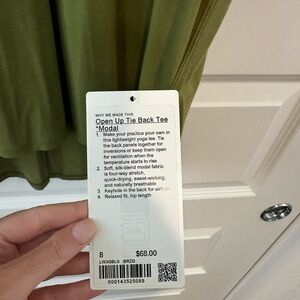 WHY WE MADE THIS
Open Up Tie Back Tee
*Modal
1. Make your practice your own in
this lightweight yoga tee. Tie
the back panels together for
inversions or keep them open
for ventilation when the
temperature starts to rise
2. Soft, silk-blend modal fabric
is four-way stretch,
quick-drying, sweat-wicking,
and naturally breathable
3. Keyhole in the back for airflow
4. Relaxed fit, hip length
8 $68.00
LW3GBLS BRZG
000143525089